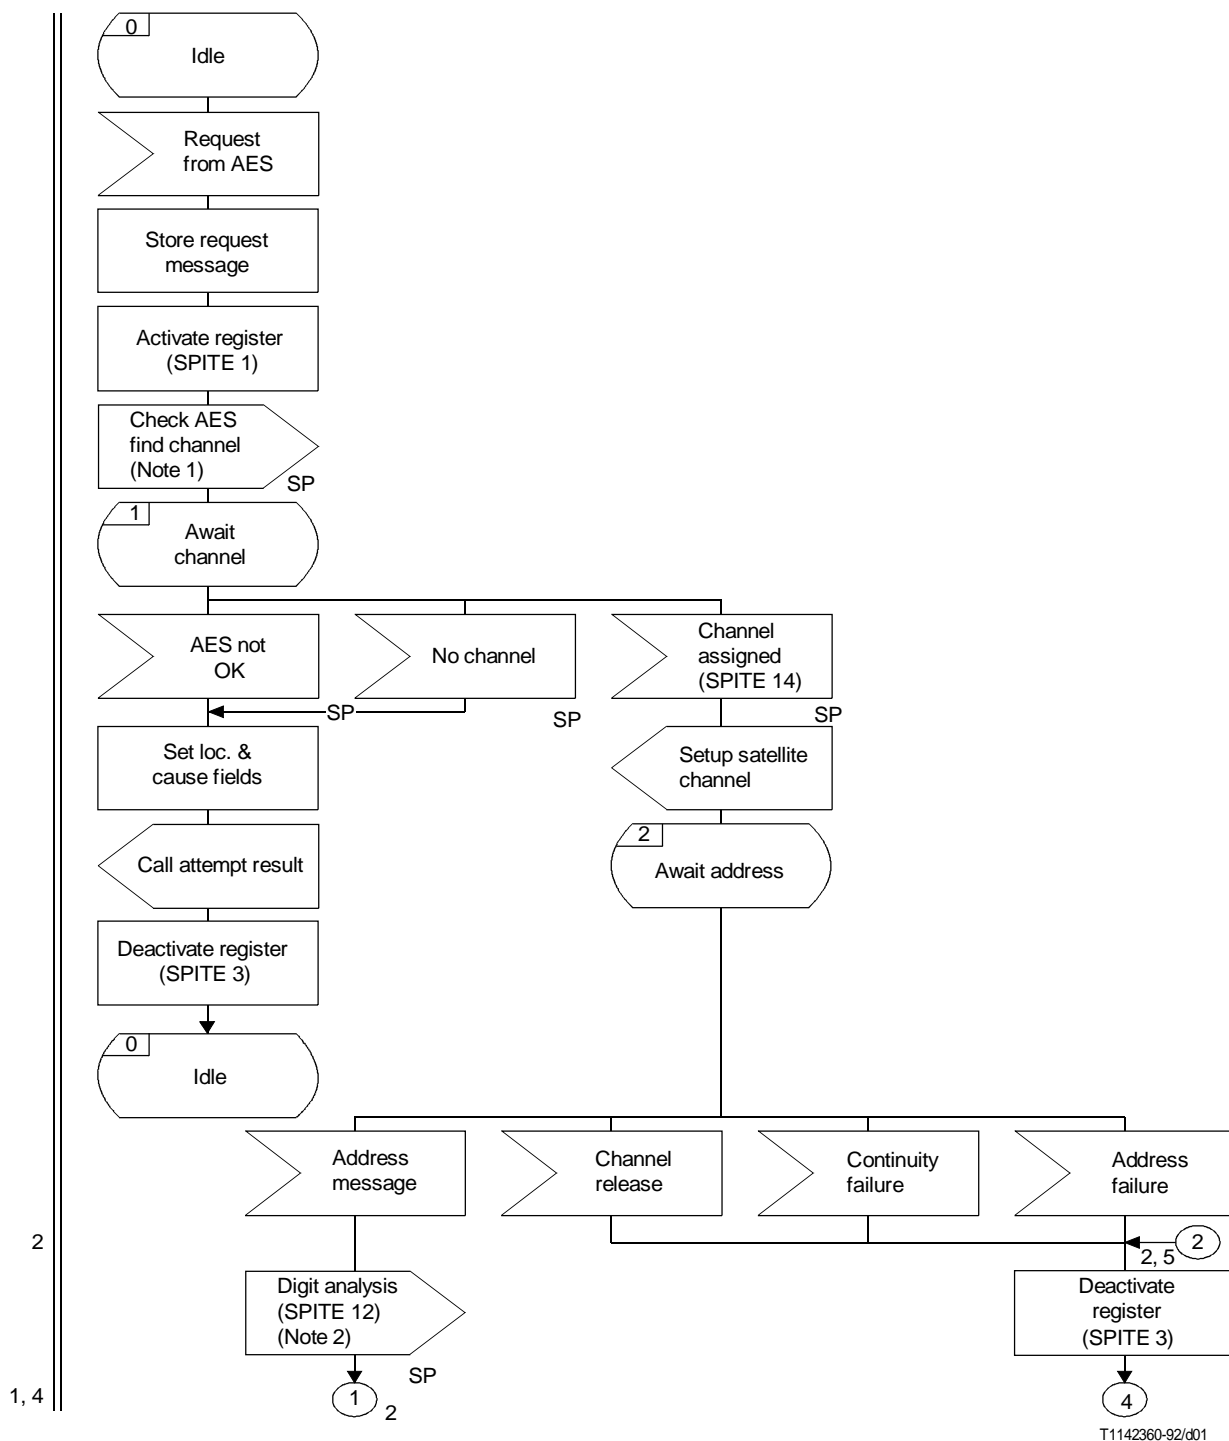 0
Idle
Request
from AES
Store request
message
Activate register
(SPITE 1)
Check AES
find channel
(Note 1)
SP
1
Await
channel
AES not
OK
No channel
Channel
assigned
(SPITE 14)
SP
SP
SP
Set loc. &
cause fields
Setup satellite
channel
Call attempt result
2
Await address
Deactivate register
(SPITE 3)
0
Idle
Address
message
Channel
release
Continuity
failure
Address
failure
2
2
2, 5
Digit analysis
(SPITE 12)
(Note 2)
SP
Deactivate
register
(SPITE 3)
1, 4
1
2
4
T1142360-92/d01